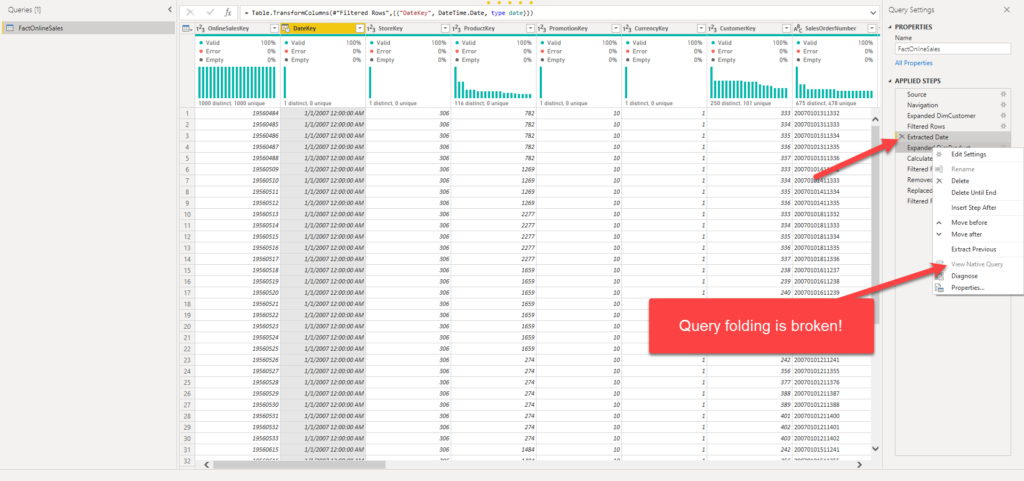 Queries [1]
FactOnlineSales
= Table.TransformColumns(#"Filtered Rows",{{"DateKey", DateTime.Date, type date}})
OnlineSalesKey DateKey StoreKey ProductKey PromotionKey CurrencyKey CustomerKey SalesOrderNumber
Valid 100% Valid 100% Valid 100% Valid 100% Valid 100% Valid 100% Valid 100% Valid 100%
Error 0% Error 0% Error 0% Error 0% Error 0% Error 0% Error 0% Error 0%
Empty 0% Empty 0% Empty 0% Empty 0% Empty 0% Empty 0% Empty 0% Empty 0%
1000 distinct, 1000 unique 1 distinct, 0 unique 1 distinct, 0 unique 116 distinct, 0 unique 1 distinct, 0 unique 1 distinct, 0 unique 250 distinct, 101 unique 675 distinct, 478 unique
1 19560484 1/1/2007 12:00:00 AM 306 782 10 1 333 20070101311332
2 19560485 1/1/2007 12:00:00 AM 306 782 10 1 334 20070101311333
3 19560486 1/1/2007 12:00:00 AM 306 782 10 1 335 20070101311334
4 19560487 1/1/2007 12:00:00 AM 306 782 10 1 336 20070101311335
5 19560488 1/1/2007 12:00:00 AM 306 782 10 1 337 20070101311336
6 19560509 1/1/2007 12:00:00 AM 306 1269 10 1 333
7 19560510 1/1/2007 12:00:00 AM 306 1269 10 1 334 20070101411333
8 19560511 1/1/2007 12:00:00 AM 306 1269 10 1 335 20070101411334
9 19560512 1/1/2007 12:00:00 AM 306 1269 10 1 336 20070101411335
10 19560513 1/1/2007 12:00:00 AM 306 2277 10 1 333 20070101811332
11 19560514 1/1/2007 12:00:00 AM 306 2277 10 1 334 20070101811333
12 19560515 1/1/2007 12:00:00 AM 306 2277 10 1 335 20070101811334
13 19560516 1/1/2007 12:00:00 AM 306 2277 10 1 336 20070101811335
14 19560517 1/1/2007 12:00:00 AM 306 2277 10 1 337 20070101811336
15 19560518 1/1/2007 12:00:00 AM 306 1659 10 1 238 20070101611237
16 19560519 1/1/2007 12:00:00 AM 306 1659 10 1 239 20070101611238
17 19560520 1/1/2007 12:00:00 AM 306 1659 10 1 240 20070101611239
18 19560521 1/1/2007 12:00:00 AM 306 1659
19 19560522 1/1/2007 12:00:00 AM 306 1659
20 19560523 1/1/2007 12:00:00 AM 306 1659
21 19560524 1/1/2007 12:00:00 AM 306 1659
22 19560525 1/1/2007 12:00:00 AM 306 1659
23 19560526 1/1/2007 12:00:00 AM 306 274 10 1 242 20070101211241
24 19560527 1/1/2007 12:00:00 AM 306 274 10 1 356 20070101211355
25 19560528 1/1/2007 12:00:00 AM 306 274 10 1 377 20070101211376
26 19560529 1/1/2007 12:00:00 AM 306 274 10 1 388 20070101211387
27 19560530 1/1/2007 12:00:00 AM 306 274 10 1 389 20070101211388
28 19560531 1/1/2007 12:00:00 AM 306 274 10 1 401 20070101211400
29 19560532 1/1/2007 12:00:00 AM 306 274 10 1 402 20070101211401
30 19560533 1/1/2007 12:00:00 AM 306 274 10 1 403 20070101211402
31 19560615 1/1/2007 12:00:00 AM 306 1484 10 1 242 20070101511241
32
Query folding is broken!
Query Settings
PROPERTIES
Name
FactOnlineSales
All Properties
APPLIED STEPS
Source
Navigation
Expanded DimCustomer
Filtered Rows
Extracted Date
Expanded DimProduct
Calculate
Filtered R
Removed
Replaced
Filtered R
Edit Settings
Rename
Delete
Delete Until End
Insert Step After
Move before
Move after
Extract Previous
View Native Query
Diagnose
Properties...